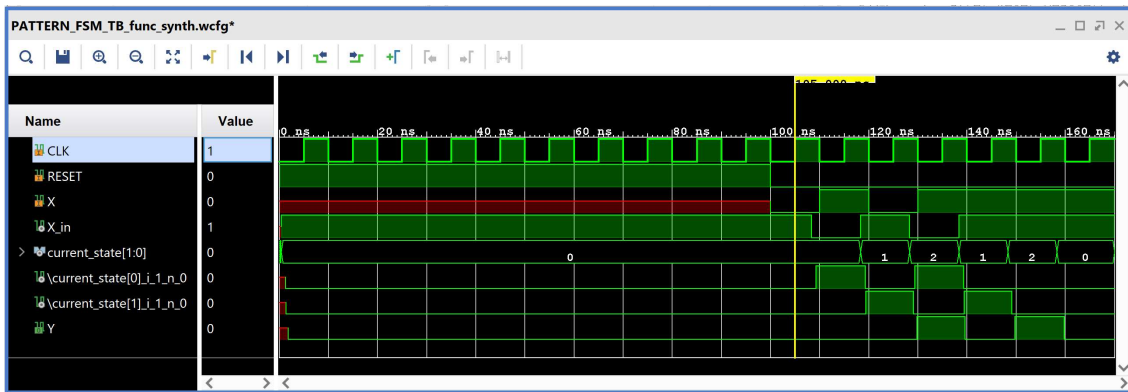 PATTERN_FSM_TB_func_synth.wcfg*
Name Value
0 ns 20 ns 40 ns 60 ns 80 ns 100 ns 120 ns 140 ns 160 ns
CLK 1
RESET 0
X 0
X_in 1
current_state[1:0] 0 0 1 2 1 2 0
\current_state[0]_i_1_n_0 0
\current_state[1]_i_1_n_0 0
Y 0